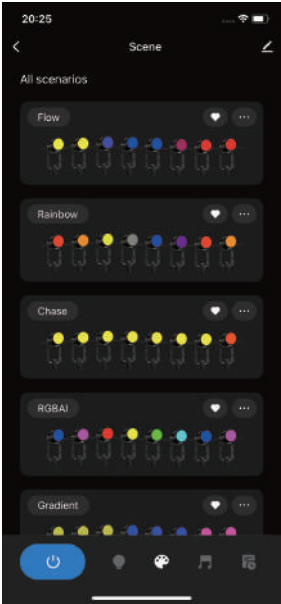 20:25
Scene
All scenarios
Flow
Rainbow
Chase
RGBAI
Gradient